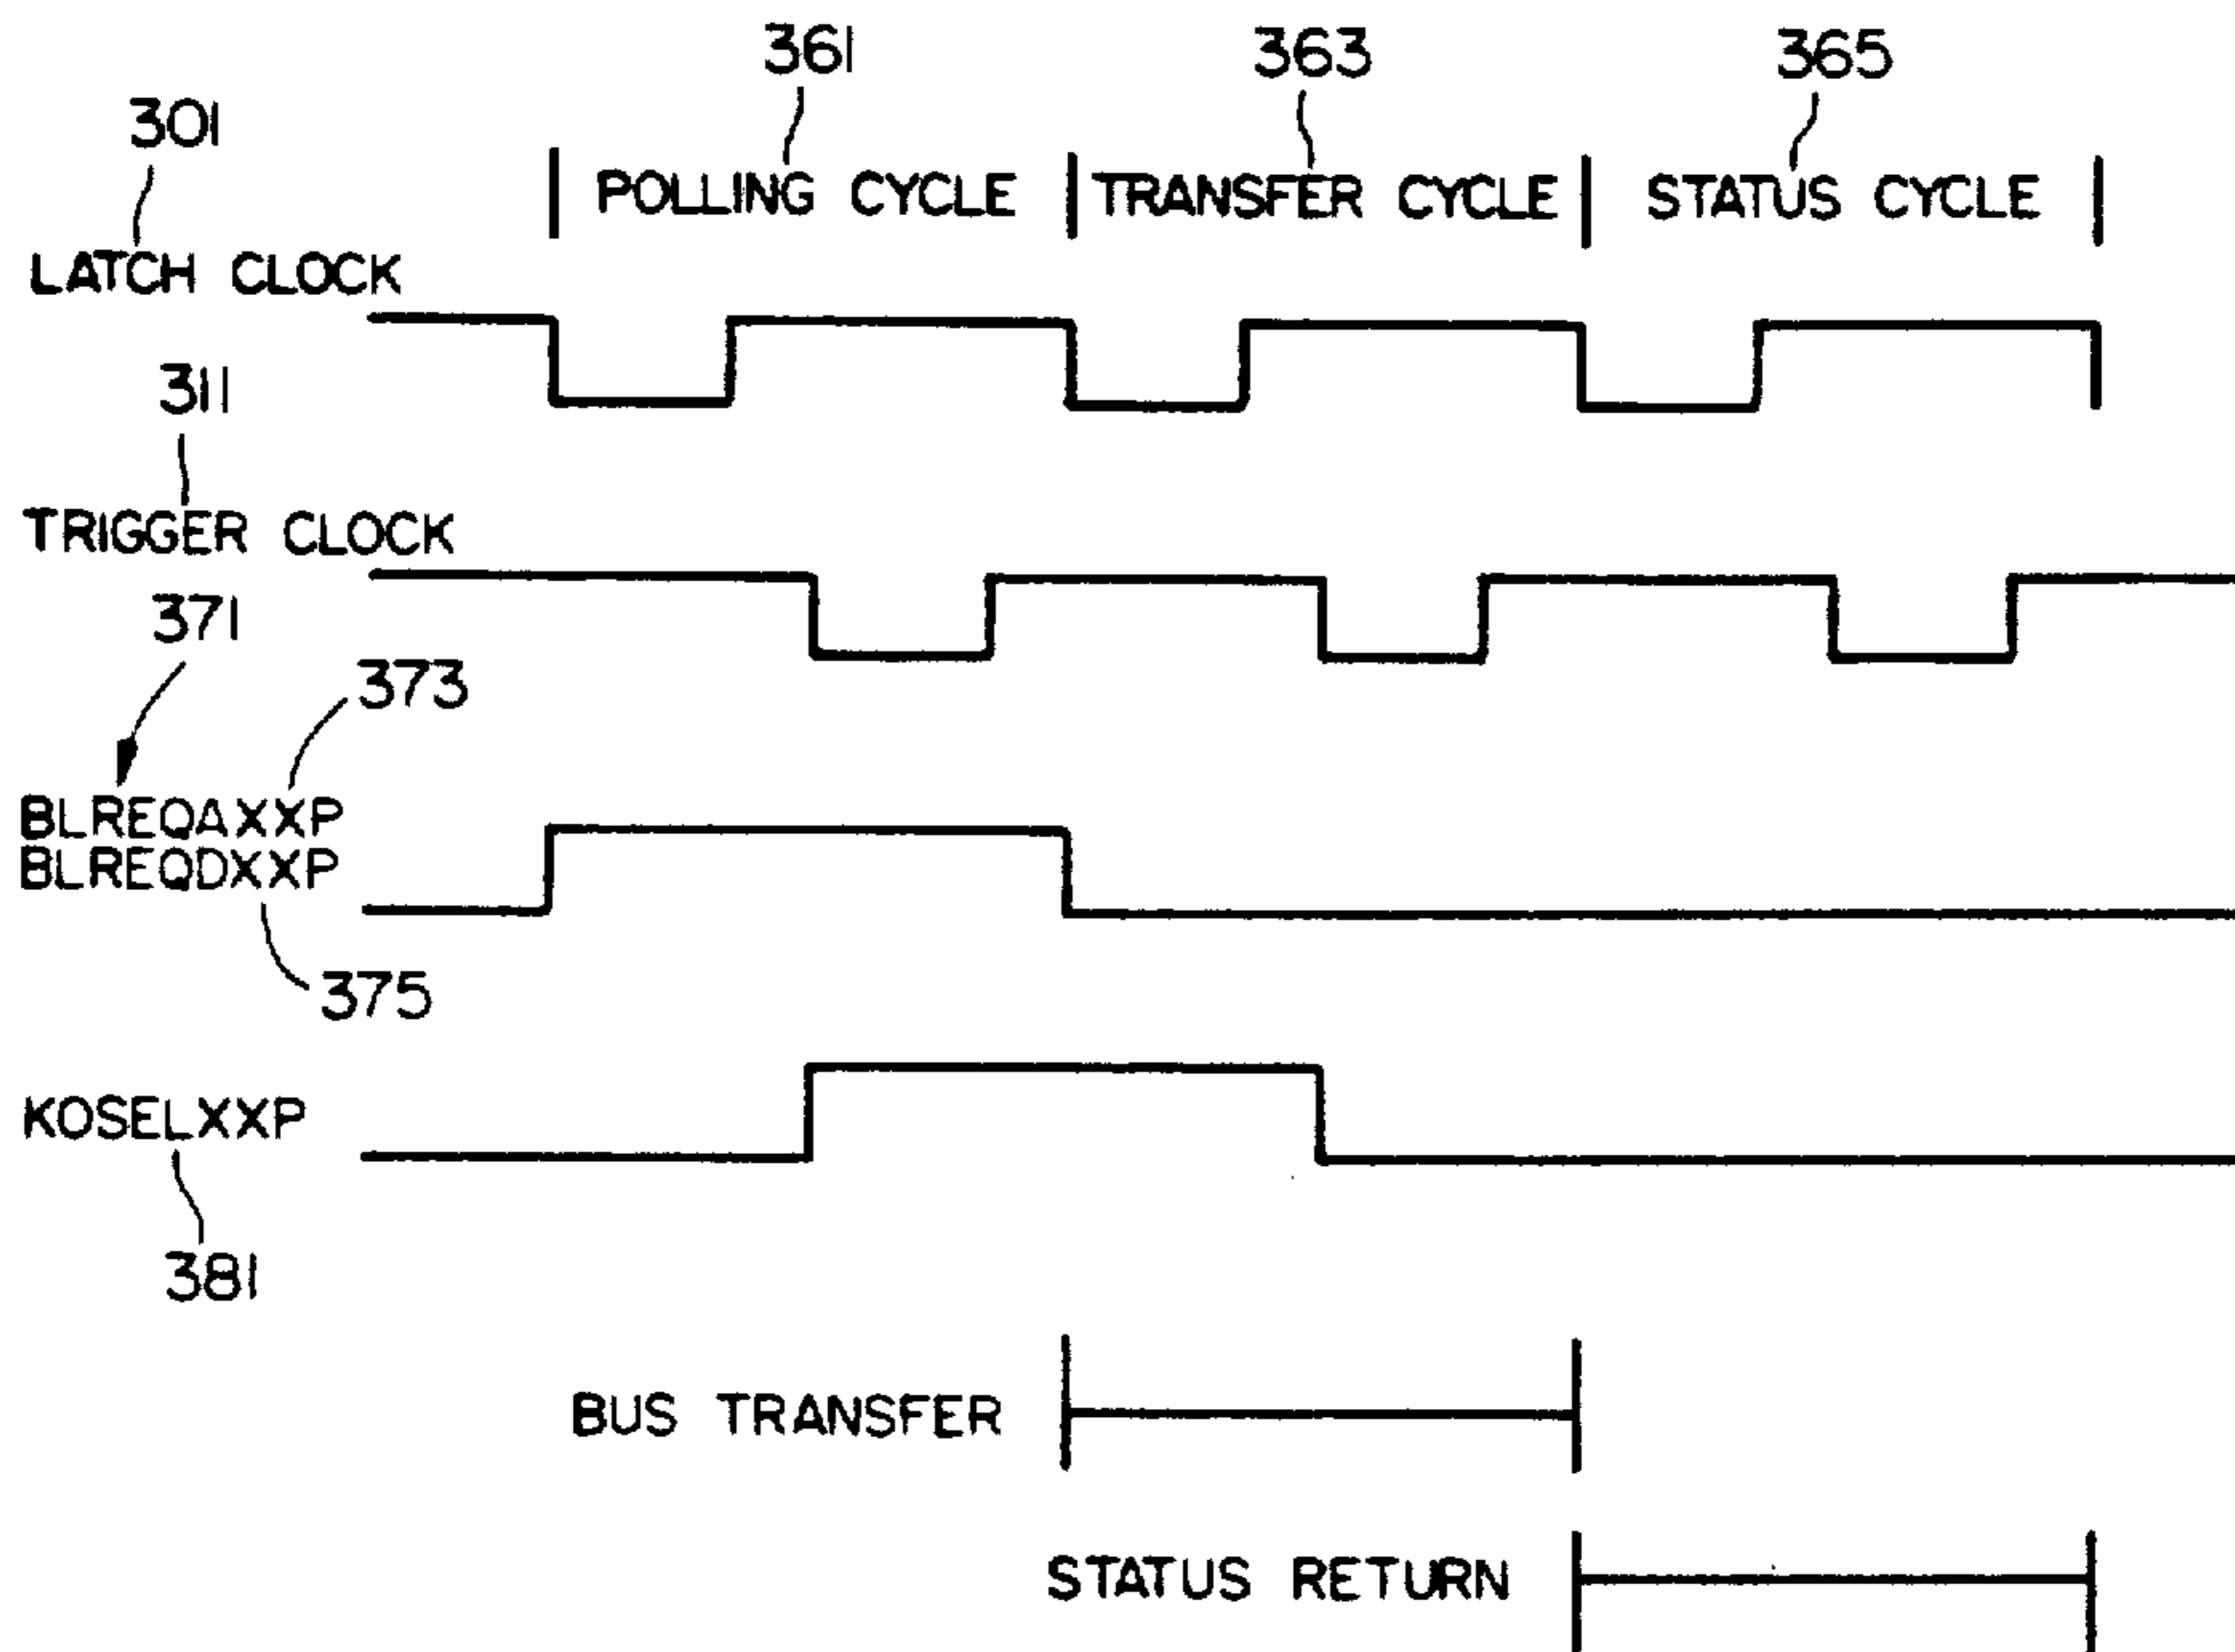 361
363
365
301
POLLING CYCLE
TRANSFER CYCLE
STATUS CYCLE
LATCH CLOCK
311
TRIGGER CLOCK
371
373
BLREQAXXP
BLREQDXXP
375
KOSELXXP
381
BUS TRANSFER
STATUS RETURN